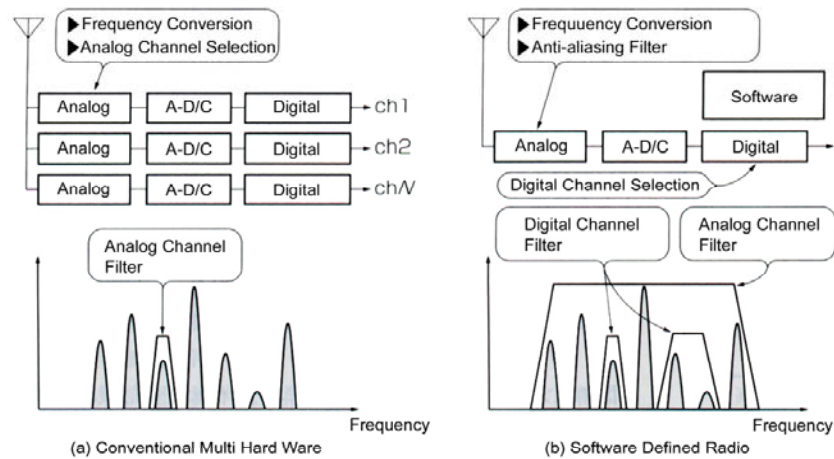 Frequency Conversion
Analog Channel Selection
Analog
A-D/C
Digital
ch1
Analog
A-D/C
Digital
ch2
Analog
A-D/C
Digital
chN
Analog Channel
Filter
Frequency
(a) Conventional Multi Hard Ware
Frequuency Conversion
Anti-aliasing Filter
Software
Analog
A-D/C
Digital
Digital Channel Selection
Digital Channel
Filter
Analog Channel
Filter
Frequency
(b) Software Defined Radio